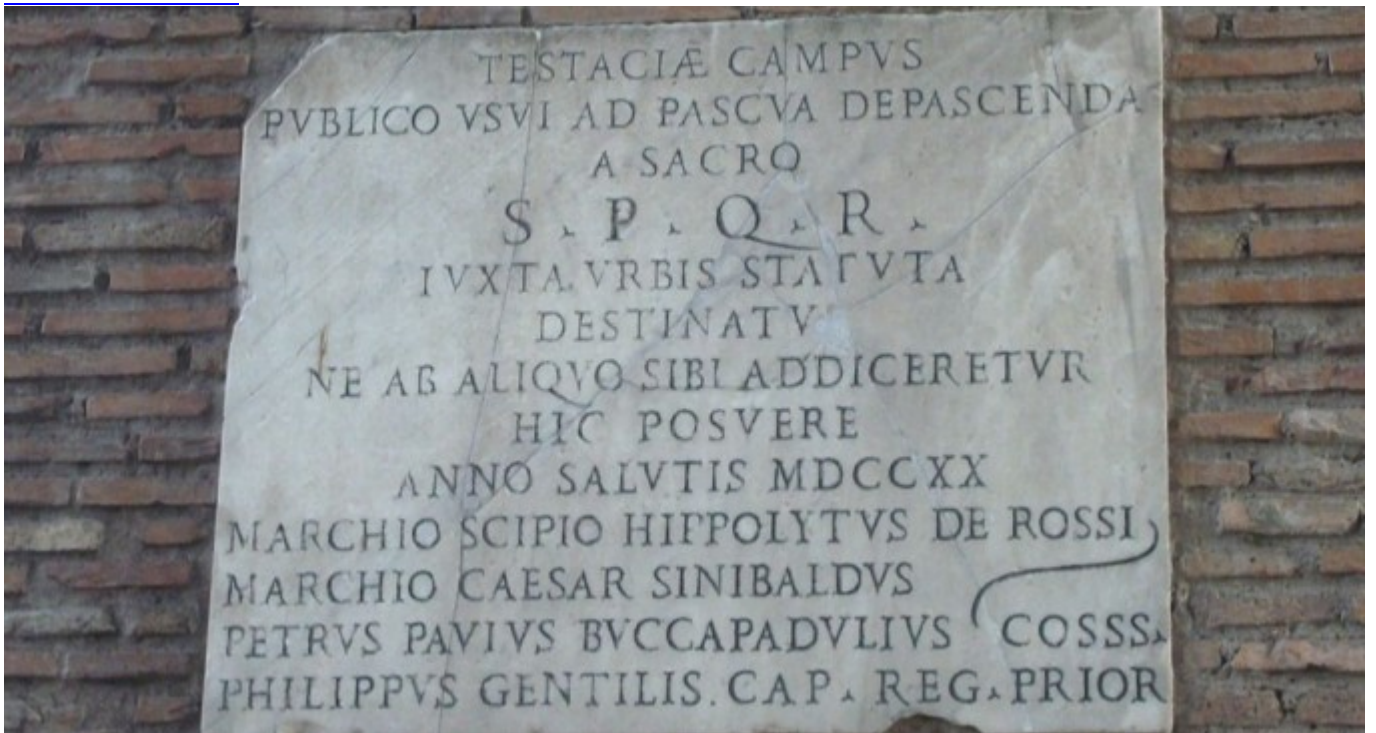 TESTACIÆ CAMPVS
PVBLICO VSVI AD PASCVA DEPASCENDA
A SACRO
S . P . Q . R .
IVXTA VRBIS STATVTA
DESTINATV
NE AB ALIQVO SIBI ADDICERETVR
HIC POSVERE
ANNO SALVTIS MDCCXX
MARCHIO SCIPIO HIPPOLYTVS DE ROSSI
MARCHIO CAESAR SINIBALDVS
PETRVS PAVIVS BVCCAPADVLIVS COSSS.
PHILIPPVS GENTILIS. CAP. REG. PRIOR